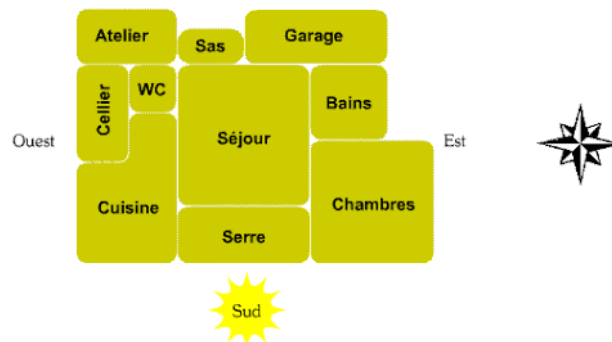 Atelier
Sas
Garage
Cellier
WC
Bains
Ouest
Séjour
Est
Cuisine
Chambres
Serre
Sud